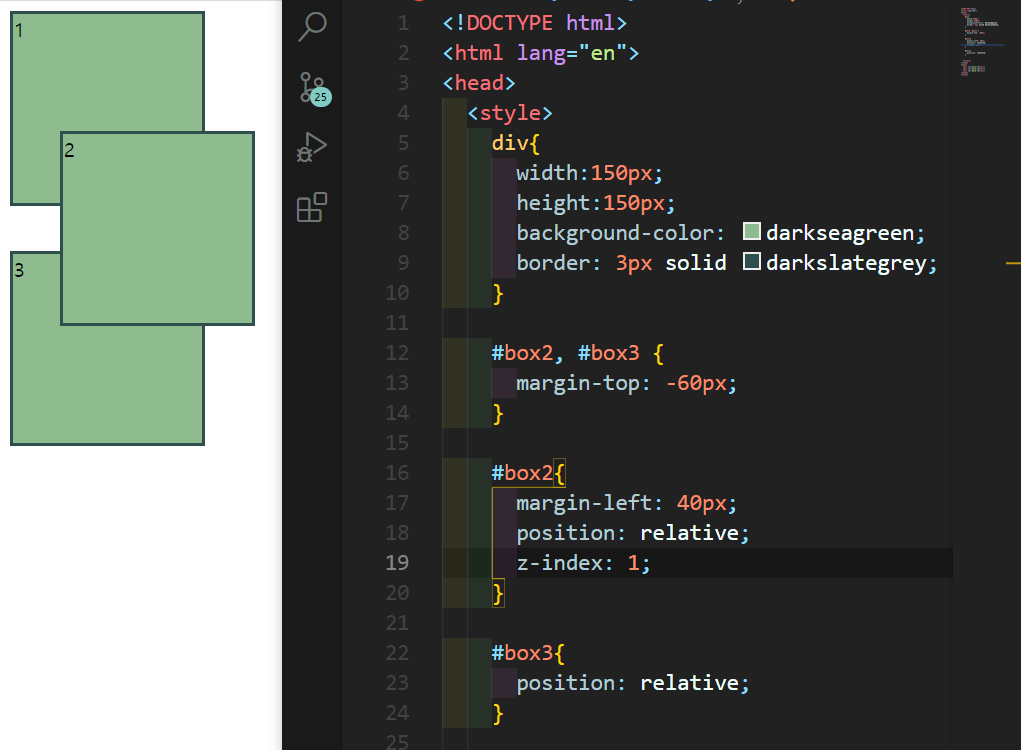 1
2
3
25
1 <!DOCTYPE html>
2 <html lang="en">
3 <head>
4 <style>
5 div{
6 width:150px;
7 height:150px;
8 background-color: darkseagreen;
9 border: 3px solid darkslategrey;
10 }
11
12 #box2, #box3 {
13 margin-top: -60px;
14 }
15
16 #box2{
17 margin-left: 40px;
18 position: relative;
19 z-index: 1;
20 }
21
22 #box3{
23 position: relative;
24 }
25